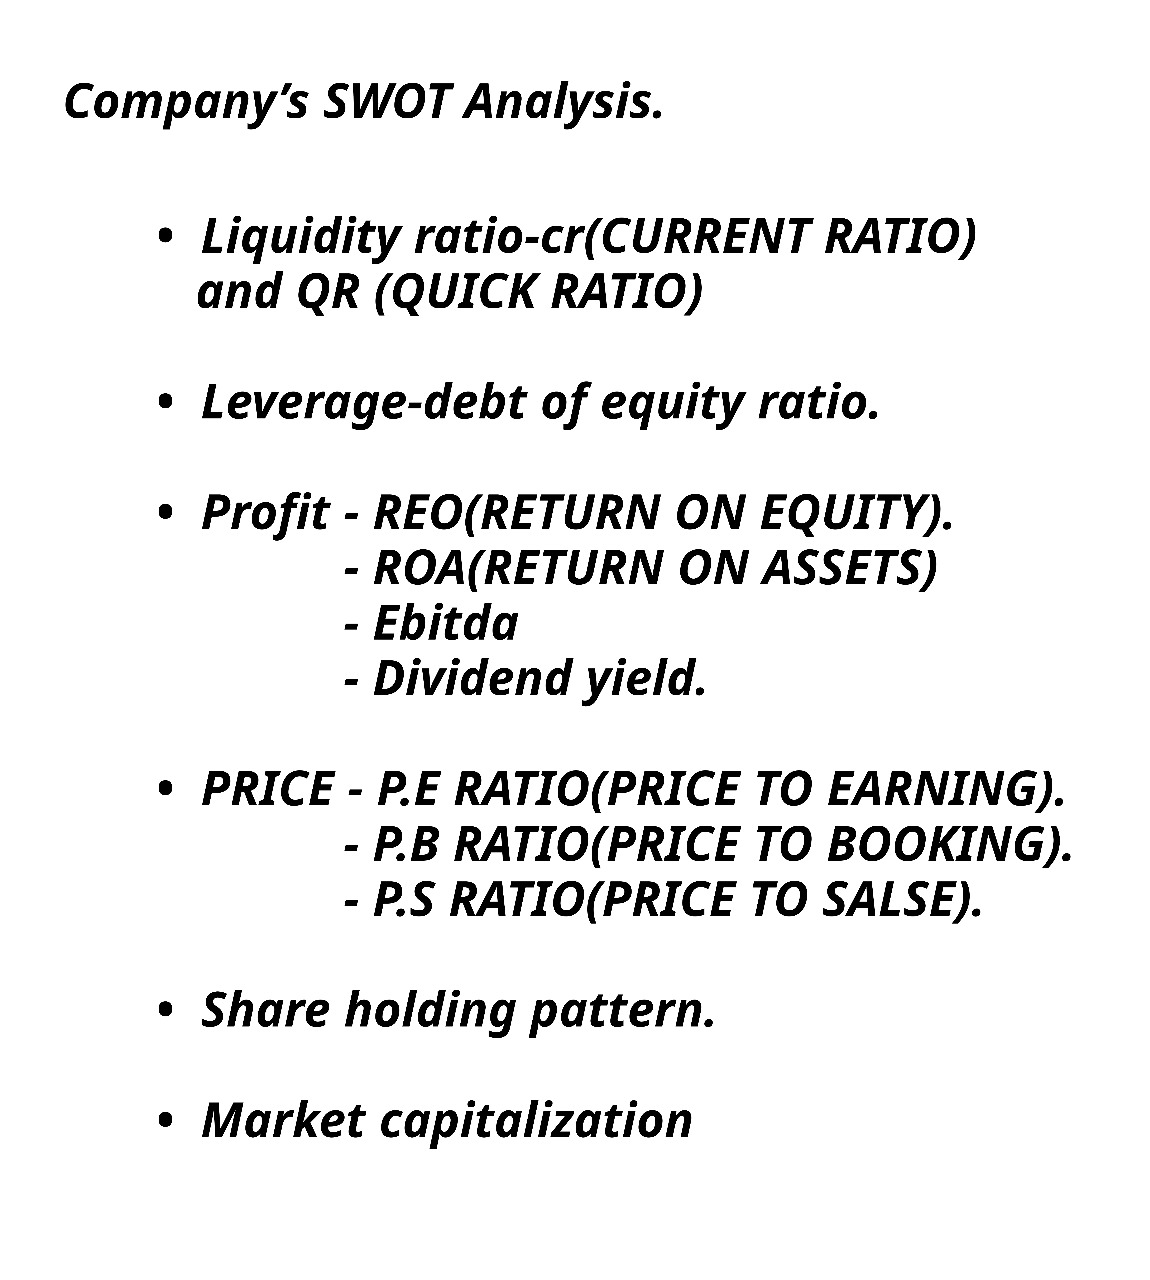 Company’s SWOT Analysis.
• Liquidity ratio-cr(CURRENT RATIO)
and QR (QUICK RATIO)
• Leverage-debt of equity ratio.
• Profit - REO(RETURN ON EQUITY).
- ROA(RETURN ON ASSETS)
- Ebitda
- Dividend yield.
• PRICE - P.E RATIO(PRICE TO EARNING).
- P.B RATIO(PRICE TO BOOKING).
- P.S RATIO(PRICE TO SALSE).
• Share holding pattern.
• Market capitalization